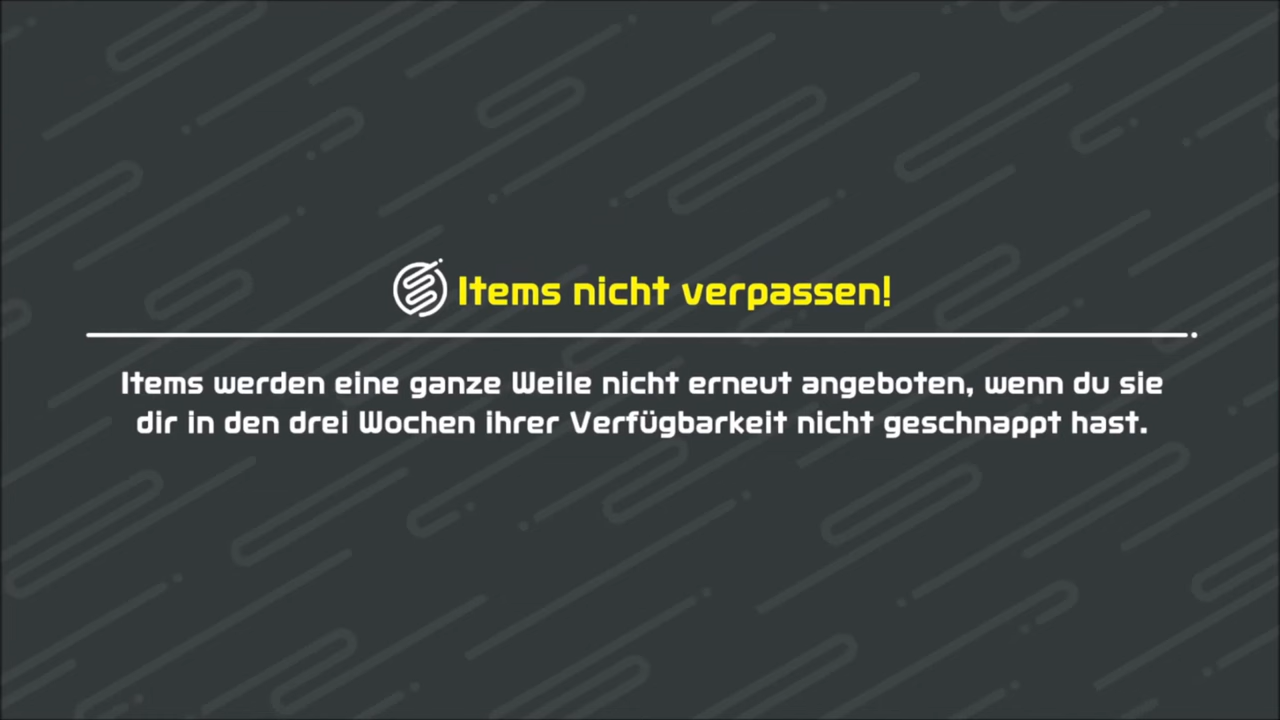 Items nicht verpassen!
Items werden eine ganze Weile nicht erneut angeboten, wenn du sie
dir in den drei Wochen ihrer Verfügbarkeit nicht geschnappt hast.